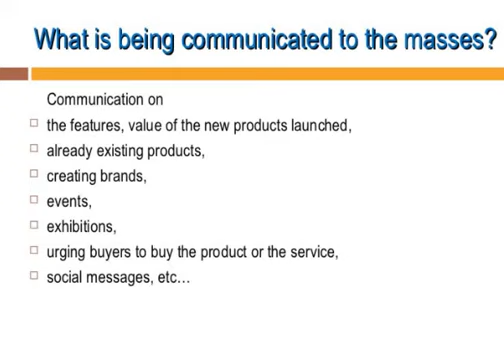 What is being communicated to the masses?
Communication on
the features, value of the new products launched,
already existing products,
creating brands,
events,
exhibitions,
urging buyers to buy the product or the service,
social messages, etc…